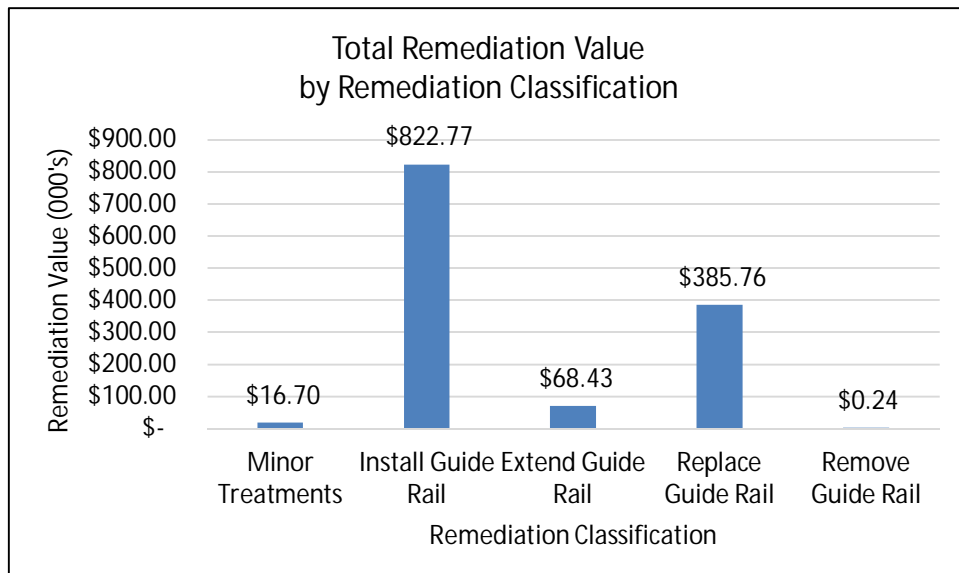 Total Remediation Value
by Remediation Classification
Remediation Value (000's)
$900.00
$800.00
$700.00
$600.00
$500.00
$400.00
$300.00
$200.00
$100.00
$-
$16.70
$822.77
$68.43
$385.76
$0.24
Minor
Treatments
Install Guide
Rail
Extend Guide
Rail
Replace
Guide Rail
Remove
Guide Rail
Remediation Classification